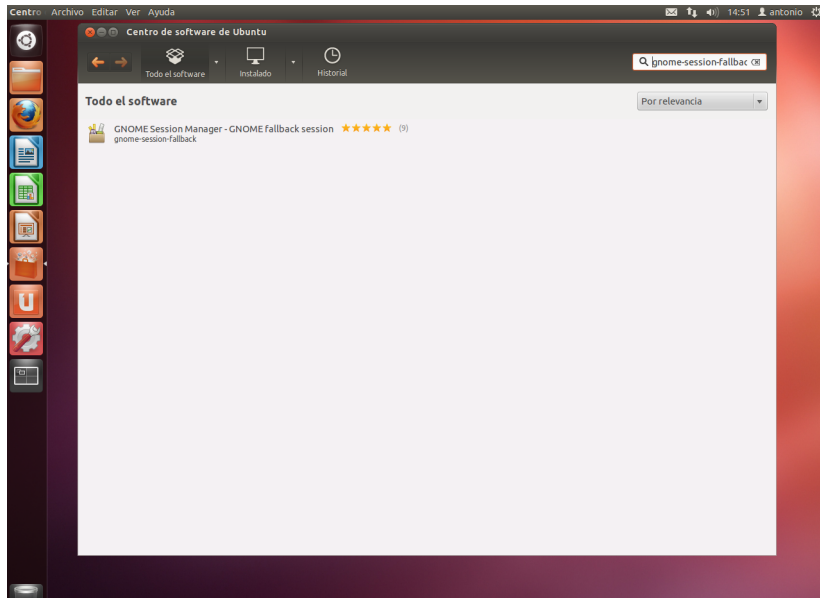 Centro Archivo Editar Ver Ayuda 14:51 antonio
Centro de software de Ubuntu
Todo el software Instalado Historial gnome-session-fallbac
Todo el software Por relevancia
GNOME Session Manager - GNOME fallback session (9)
gnome-session-fallback